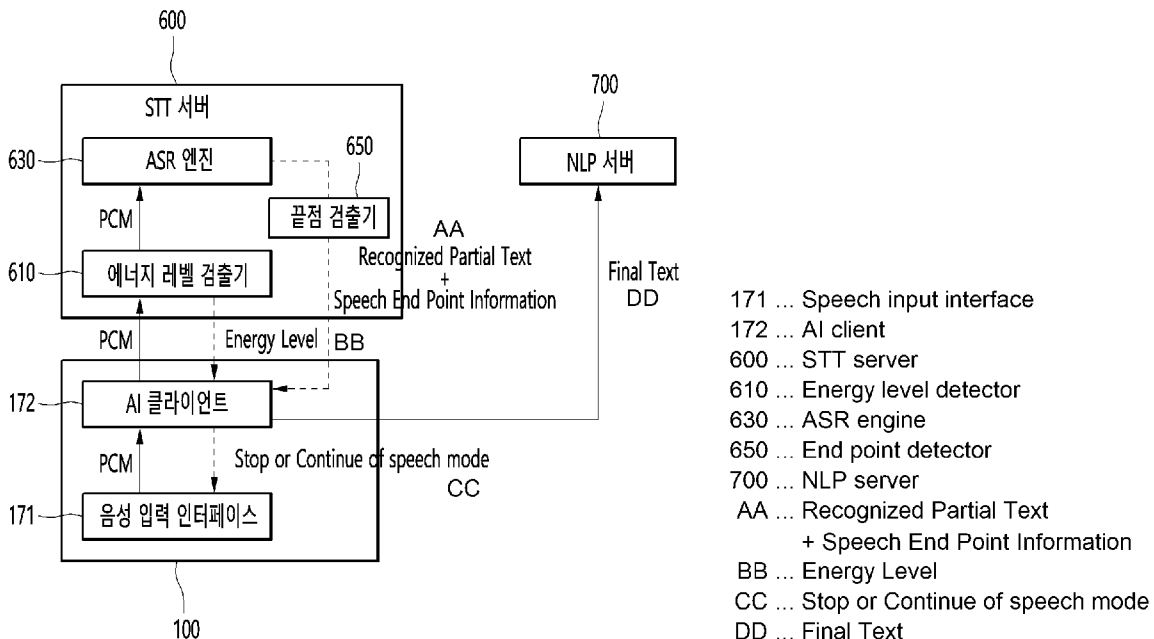 600
STT 서버
700
630
ASR 엔진
650
NLP 서버
PCM
끝점 검출기
AA
Recognized Partial Text
+
Speech End Point Information
610
에너지 레벨 검출기
Final Text
DD
PCM
Energy Level
BB
172
AI 클라이언트
PCM
Stop or Continue of speech mode
CC
171
음성 입력 인터페이스
100
171 ... Speech input interface
172 ... AI client
600 ... STT server
610 ... Energy level detector
630 ... ASR engine
650 ... End point detector
700 ... NLP server
AA ... Recognized Partial Text
+ Speech End Point Information
BB ... Energy Level
CC ... Stop or Continue of speech mode
DD ... Final Text